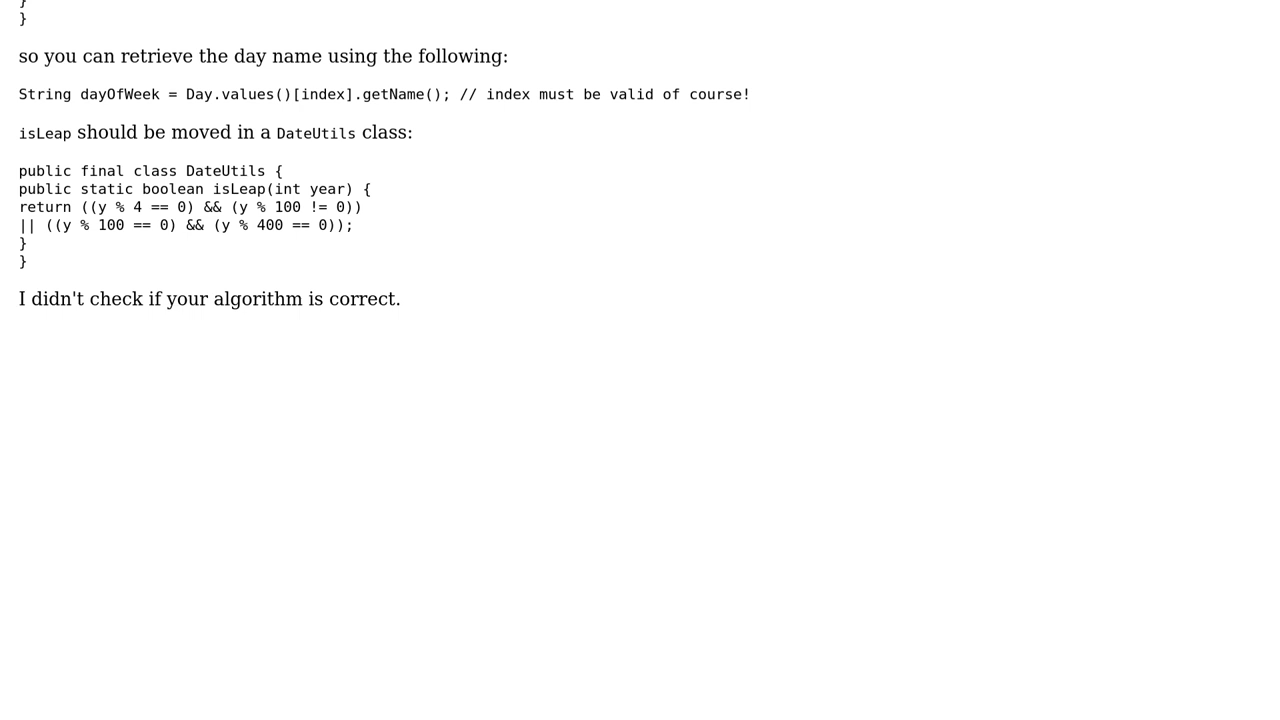 }
}
so you can retrieve the day name using the following:
String dayOfWeek = Day.values()[index].getName(); // index must be valid of course!
isLeap should be moved in a DateUtils class:
public final class DateUtils {
public static boolean isLeap(int year) {
return ((y % 4 == 0) && (y % 100 != 0))
|| ((y % 100 == 0) && (y % 400 == 0));
}
}
I didn't check if your algorithm is correct.